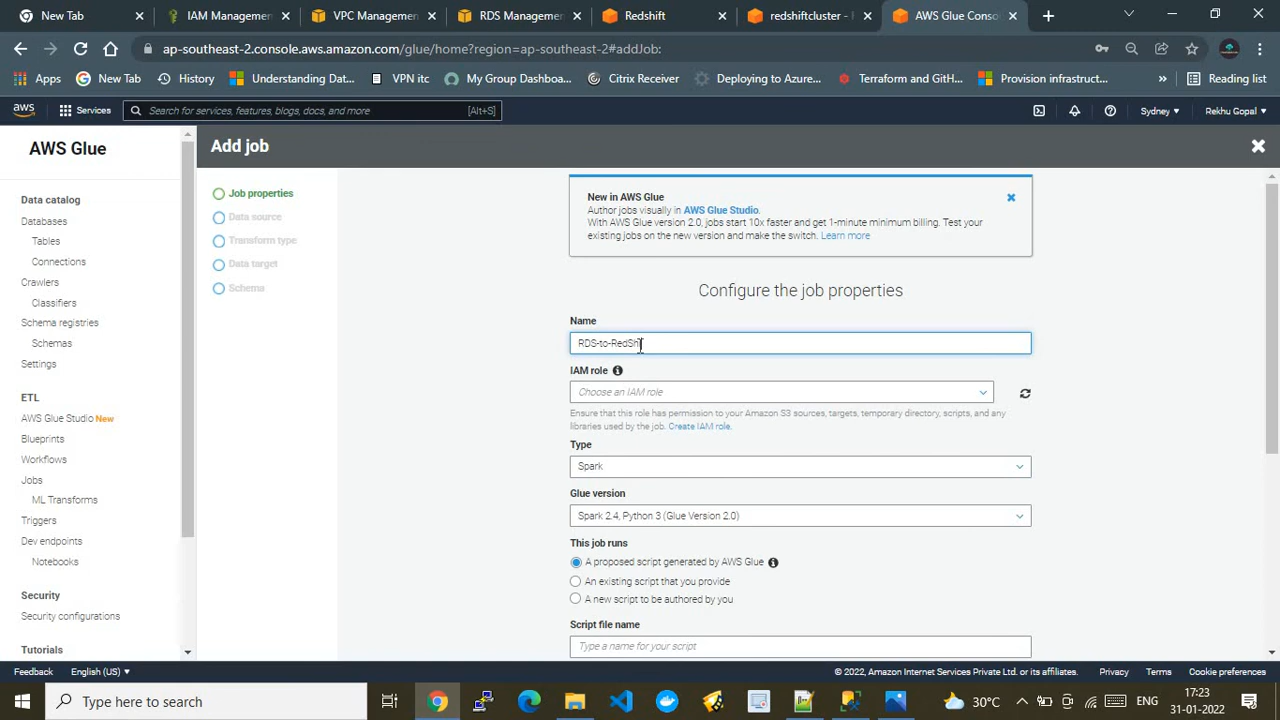 New Tab
IAM Managemen
VPC Managemen
RDS Manageme
Redshift
redshiftcluster -
AWS Glue Conso
ap-southeast-2.console.aws.amazon.com/glue/home?region=ap-southeast-2#addJob:
Apps
New Tab
History
Understanding Dat...
VPN itc
My Group Dashboa...
Citrix Receiver
Deploying to Azure...
Terraform and GitH...
Provision infrastruct...
»
Reading list
aws
Services
Search for services, features, blogs, docs, and more
[Alt+S]
Sydney
Rekhu Gopal
AWS Glue
Data catalog
Databases
Tables
Connections
Crawlers
Classifiers
Schema registries
Schemas
Settings
ETL
AWS Glue Studio New
Blueprints
Workflows
Jobs
ML Transforms
Triggers
Dev endpoints
Notebooks
Security
Security configurations
Tutorials
Add job
Job properties
Data source
Transform type
Data target
Schema
New in AWS Glue
Author jobs visually in AWS Glue Studio.
With AWS Glue version 2.0, jobs start 10x faster and get 1-minute minimum billing. Test your
existing jobs on the new version and make the switch. Learn more
Configure the job properties
Name
RDS-to-RedShi
IAM role
Choose an IAM role
Ensure that this role has permission to your Amazon S3 sources, targets, temporary directory, scripts, and any
libraries used by the job. Create IAM role.
Type
Spark
Glue version
Spark 2.4, Python 3 (Glue Version 2.0)
This job runs
A proposed script generated by AWS Glue
An existing script that you provide
A new script to be authored by you
Script file name
Type a name for your script
Feedback
English (US)
© 2022, Amazon Internet Services Private Ltd. or its affiliates.
Privacy
Terms
Cookie preferences
Type here to search
30°C
ENG
17:23
31-01-2022